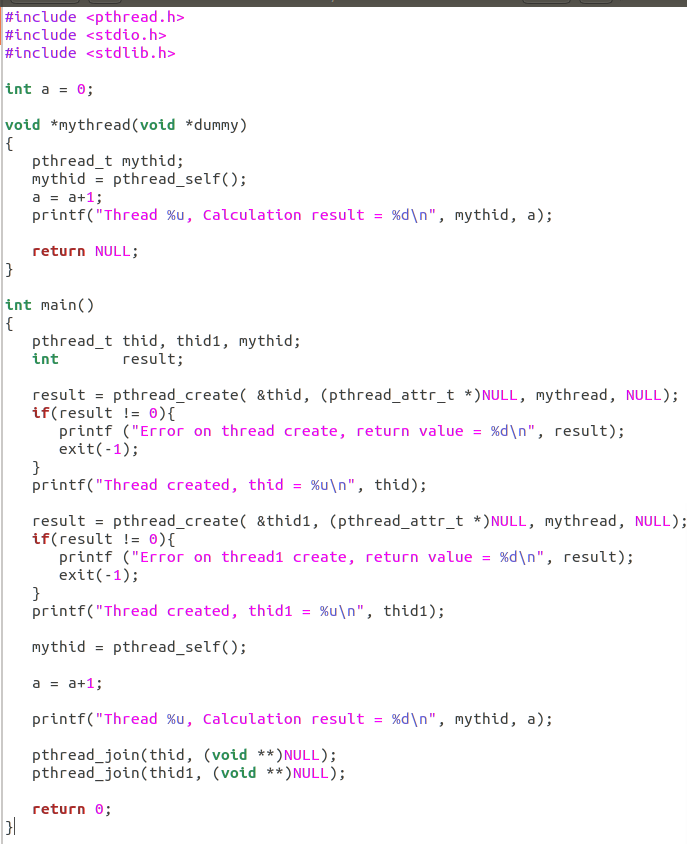 #include <pthread.h>
#include <stdio.h>
#include <stdlib.h>

int a = 0;

void *mythread(void *dummy)
{
   pthread_t mythid;
   mythid = pthread_self();
   a = a+1;
   printf("Thread %u, Calculation result = %d\n", mythid, a);

   return NULL;
}

int main()
{
   pthread_t thid, thid1, mythid;
   int       result;

   result = pthread_create( &thid, (pthread_attr_t *)NULL, mythread, NULL);
   if(result != 0){
      printf ("Error on thread create, return value = %d\n", result);
      exit(-1);
   }
   printf("Thread created, thid = %u\n", thid);

   result = pthread_create( &thid1, (pthread_attr_t *)NULL, mythread, NULL);
   if(result != 0){
      printf ("Error on thread1 create, return value = %d\n", result);
      exit(-1);
   }
   printf("Thread created, thid1 = %u\n", thid1);

   mythid = pthread_self();

   a = a+1;

   printf("Thread %u, Calculation result = %d\n", mythid, a);

   pthread_join(thid, (void **)NULL);
   pthread_join(thid1, (void **)NULL);

   return 0;
}